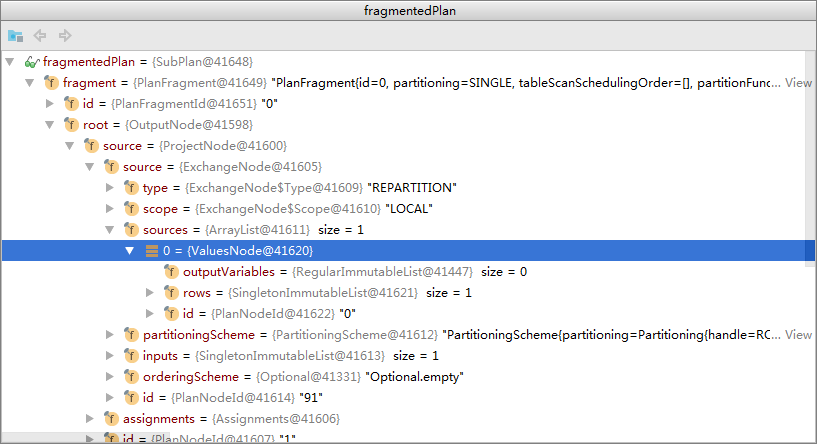 fragmentedPlan
fragmentedPlan = {SubPlan@41648}
f fragment = {PlanFragment@41649} "PlanFragment{id=0, partitioning=SINGLE, tableScanSchedulingOrder=[], partitionFunc... View
f id = {PlanFragmentId@41651} "0"
f root = {OutputNode@41598}
f source = {ProjectNode@41600}
f source = {ExchangeNode@41605}
f type = {ExchangeNode$Type@41609} "REPARTITION"
f scope = {ExchangeNode$Scope@41610} "LOCAL"
f sources = {ArrayList@41611} size = 1
0 = {ValuesNode@41620}
f outputVariables = {RegularImmutableList@41447} size = 0
f rows = {SingletonImmutableList@41621} size = 1
f id = {PlanNodeId@41622} "0"
f partitioningScheme = {PartitioningScheme@41612} "PartitioningScheme{partitioning=Partitioning{handle=RO... View
f inputs = {SingletonImmutableList@41613} size = 1
f orderingScheme = {Optional@41331} "Optional.empty"
f id = {PlanNodeId@41614} "91"
f assignments = {Assignments@41606}
f id = {PlanNodeId@41607} "1"